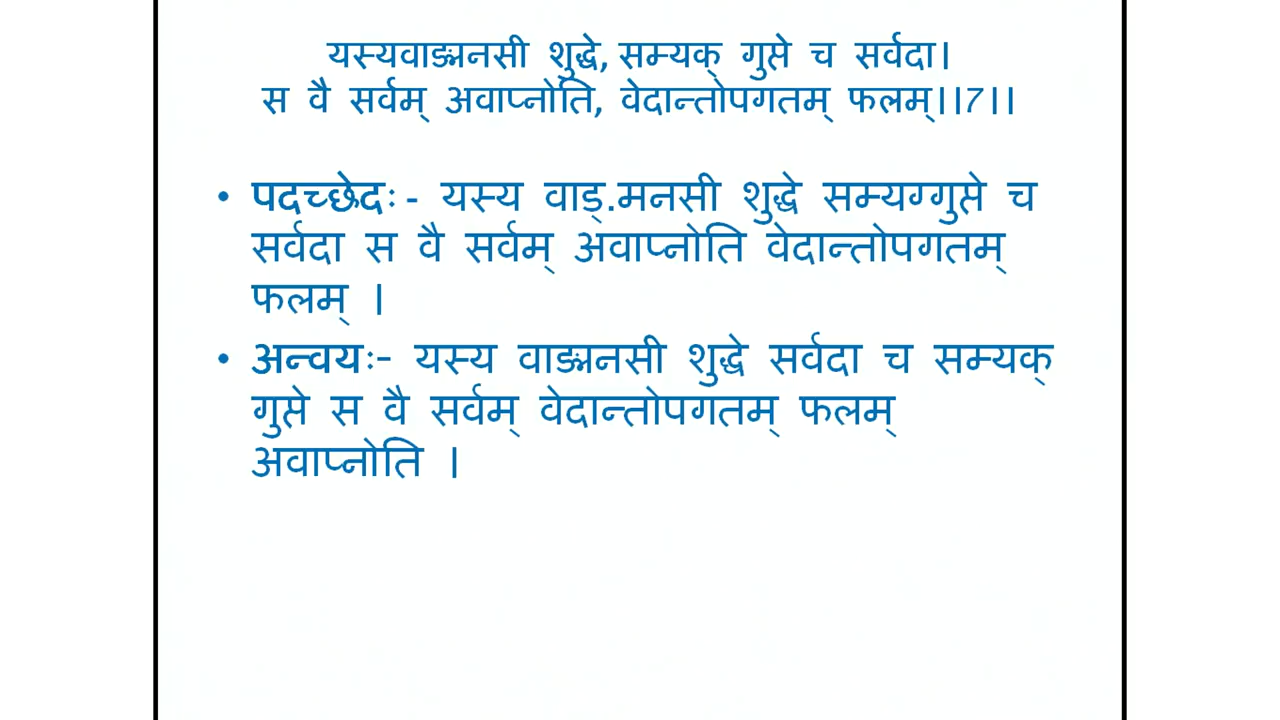 यस्यवाङ्मनसी शुद्धे, सम्यक् गुप्ते च सर्वदा।
स वै सर्वम् अवाप्नोति, वेदान्तोपगतम् फलम्।।7।।
• पदच्छेदः - यस्य वाड्.मनसी शुद्धे सम्यग्गुप्ते च
सर्वदा स वै सर्वम् अवाप्नोति वेदान्तोपगतम्
फलम् ।
• अन्वयः- यस्य वाङ्मनसी शुद्धे सर्वदा च सम्यक्
गुप्ते स वै सर्वम् वेदान्तोपगतम् फलम्
अवाप्नोति ।